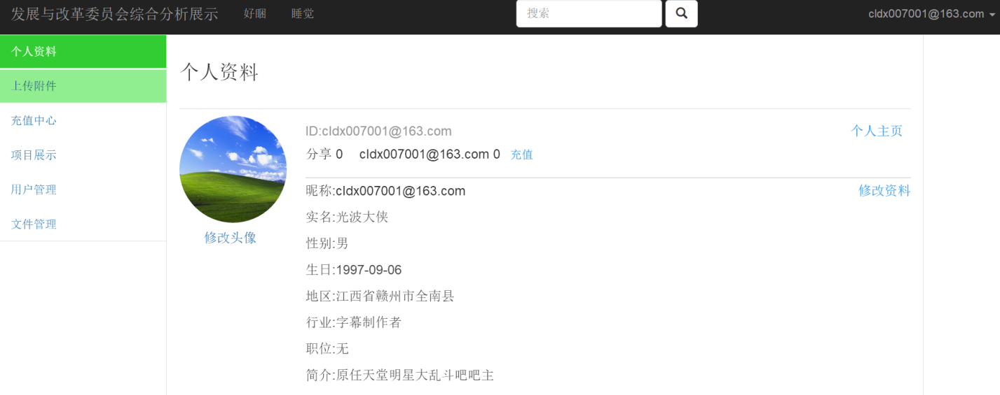 发展与改革委员会综合分析展示 好睏 睡觉 搜索 cldx007001@163.com
个人资料
上传附件
充值中心
项目展示
用户管理
文件管理
个人资料
修改头像
ID:cldx007001@163.com 个人主页
分享 0 cldx007001@163.com 0 充值
昵称:cldx007001@163.com 修改资料
实名:光波大侠
性别:男
生日:1997-09-06
地区:江西省赣州市全南县
行业:字幕制作者
职位:无
简介:原任天堂明星大乱斗吧吧主